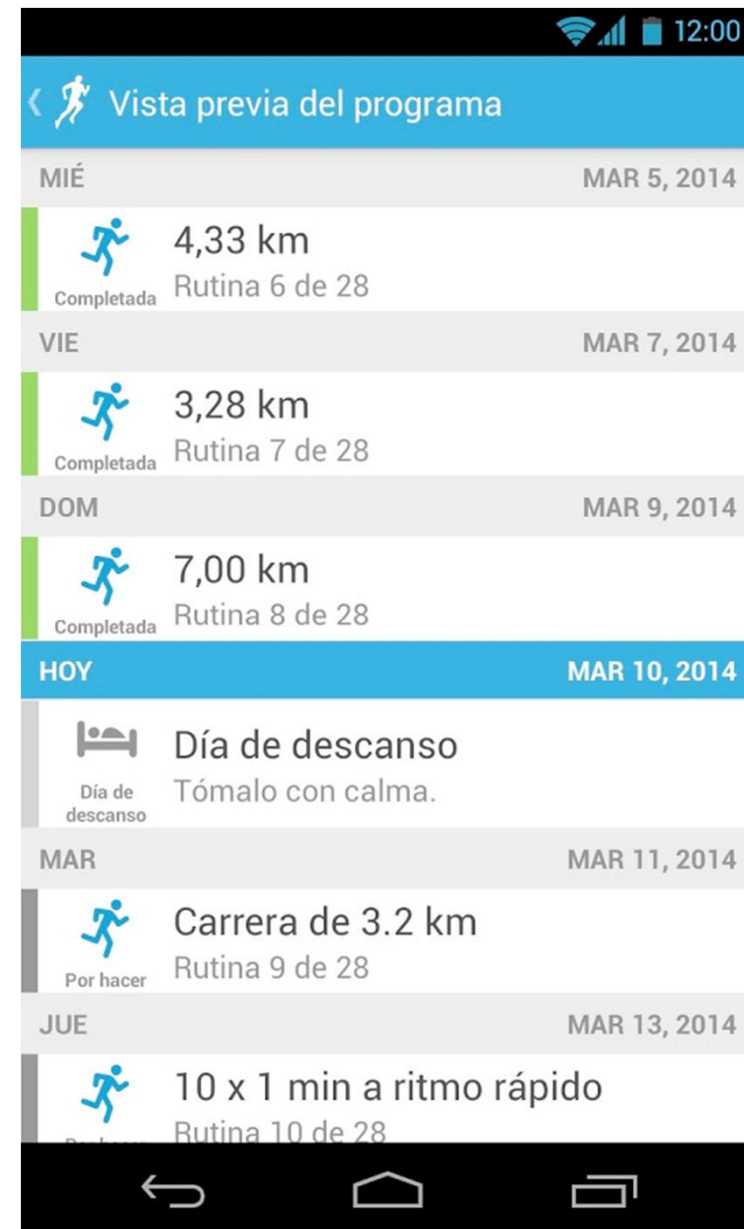 12:00
Vista previa del programa
MIÉ MAR 5, 2014
4,33 km
Completada Rutina 6 de 28
VIE MAR 7, 2014
3,28 km
Completada Rutina 7 de 28
DOM MAR 9, 2014
7,00 km
Completada Rutina 8 de 28
HOY MAR 10, 2014
Día de descanso
Tómalo con calma.
Día de
descanso
MAR MAR 11, 2014
Carrera de 3.2 km
Por hacer Rutina 9 de 28
JUE MAR 13, 2014
10 x 1 min a ritmo rápido
Rutina 10 de 28